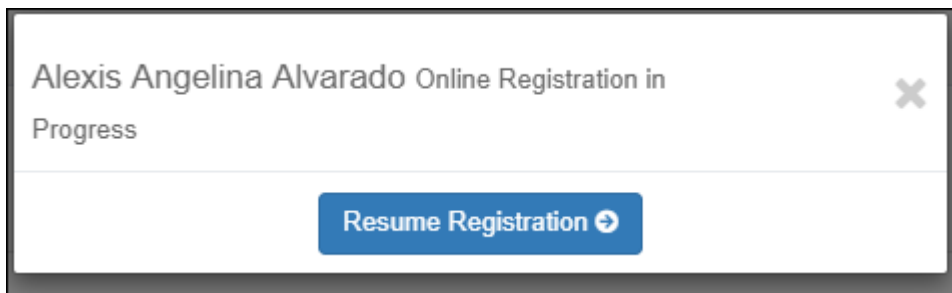 Alexis Angelina Alvarado Online Registration in
Progress
Resume Registration